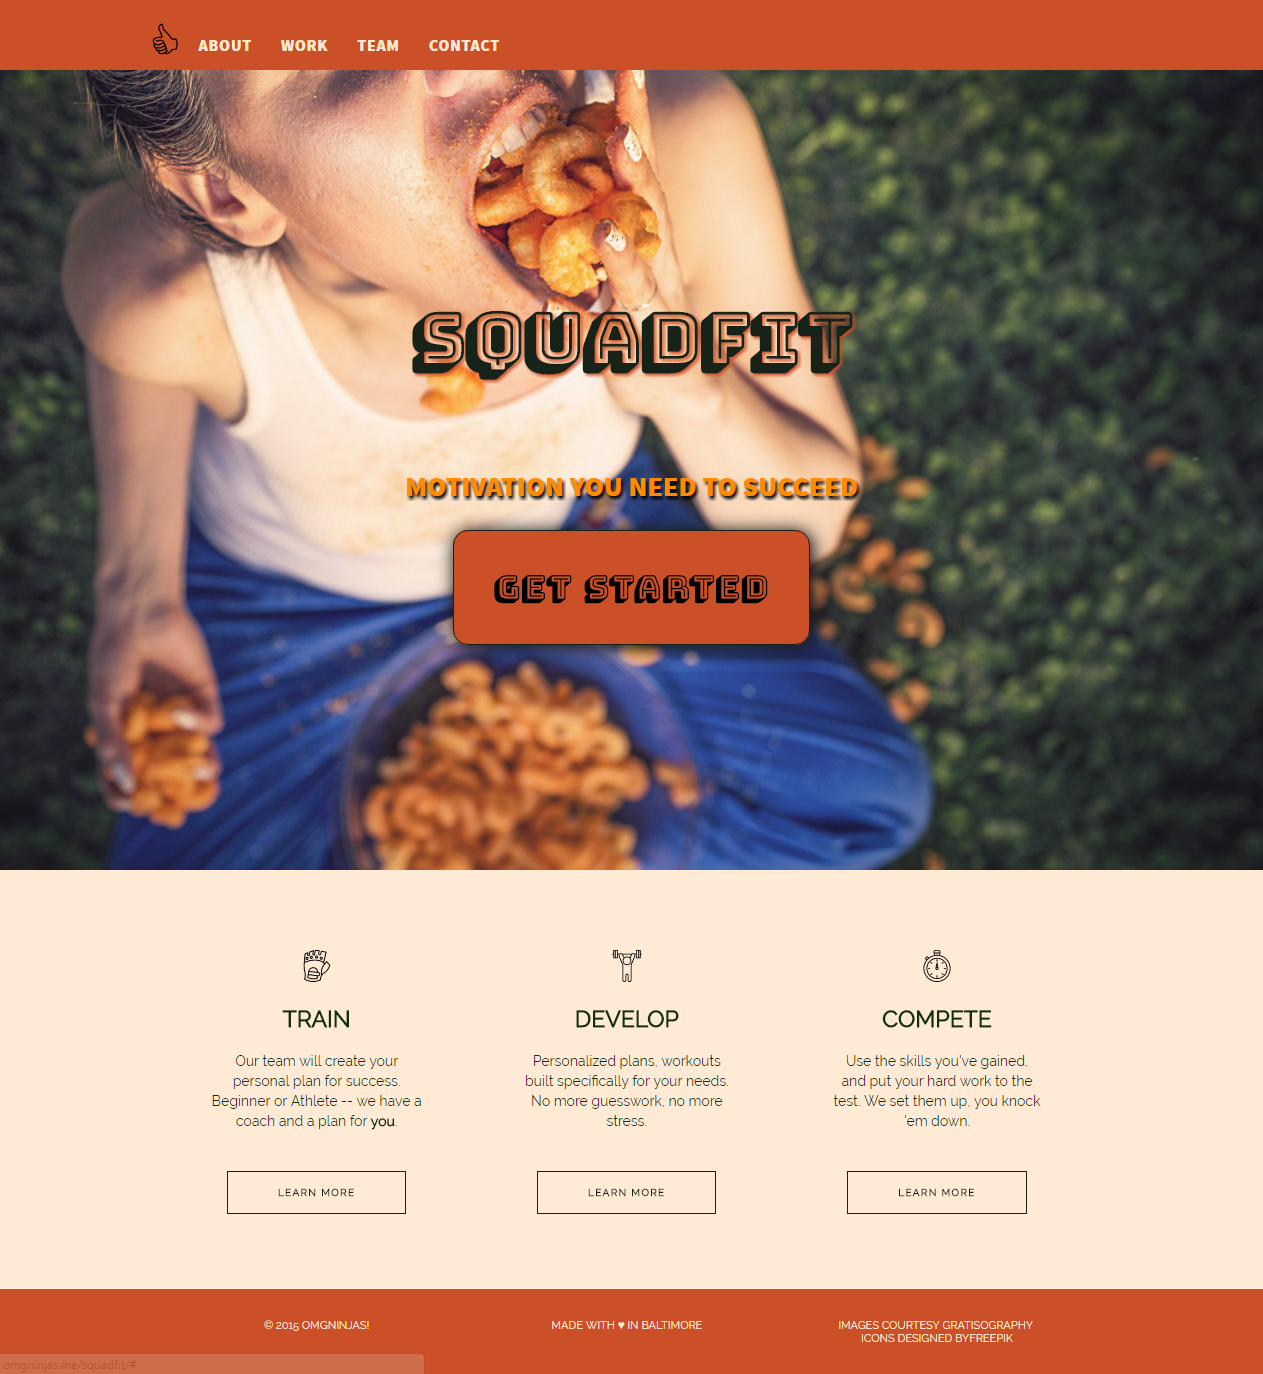 ABOUT WORK TEAM CONTACT
SQUADFIT
MOTIVATION YOU NEED TO SUCCEED
GET STARTED
TRAIN
Our team will create your
personal plan for success.
Beginner or Athlete -- we have a
coach and a plan for you.
LEARN MORE
DEVELOP
Personalized plans, workouts
built specifically for your needs.
No more guesswork, no more
stress.
LEARN MORE
COMPETE
Use the skills you've gained,
and put your hard work to the
test. We set them up, you knock
'em down.
LEARN MORE
© 2015 OMGNINJAS!
MADE WITH ♥ IN BALTIMORE
IMAGES COURTESY GRATISOGRAPHY
ICONS DESIGNED BYFREEPIK
omgninjas.me/squadfit/#